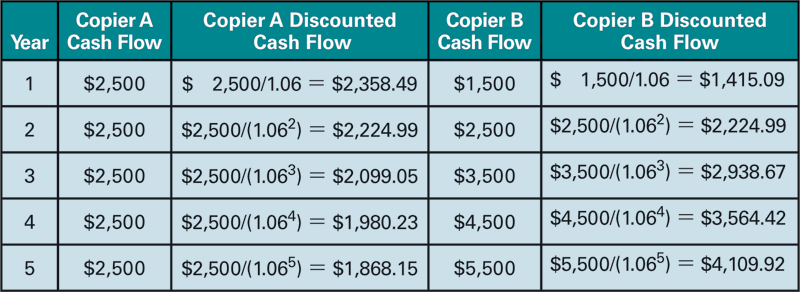 Year | Copier A Cash Flow | Copier A Discounted Cash Flow | Copier B Cash Flow | Copier B Discounted Cash Flow
1 | $2,500 | $ 2,500/1.06 = $2,358.49 | $1,500 | $ 1,500/1.06 = $1,415.09
2 | $2,500 | $2,500/(1.06²) = $2,224.99 | $2,500 | $2,500/(1.06²) = $2,224.99
3 | $2,500 | $2,500/(1.06³) = $2,099.05 | $3,500 | $3,500/(1.06³) = $2,938.67
4 | $2,500 | $2,500/(1.06⁴) = $1,980.23 | $4,500 | $4,500/(1.06⁴) = $3,564.42
5 | $2,500 | $2,500/(1.06⁵) = $1,868.15 | $5,500 | $5,500/(1.06⁵) = $4,109.92